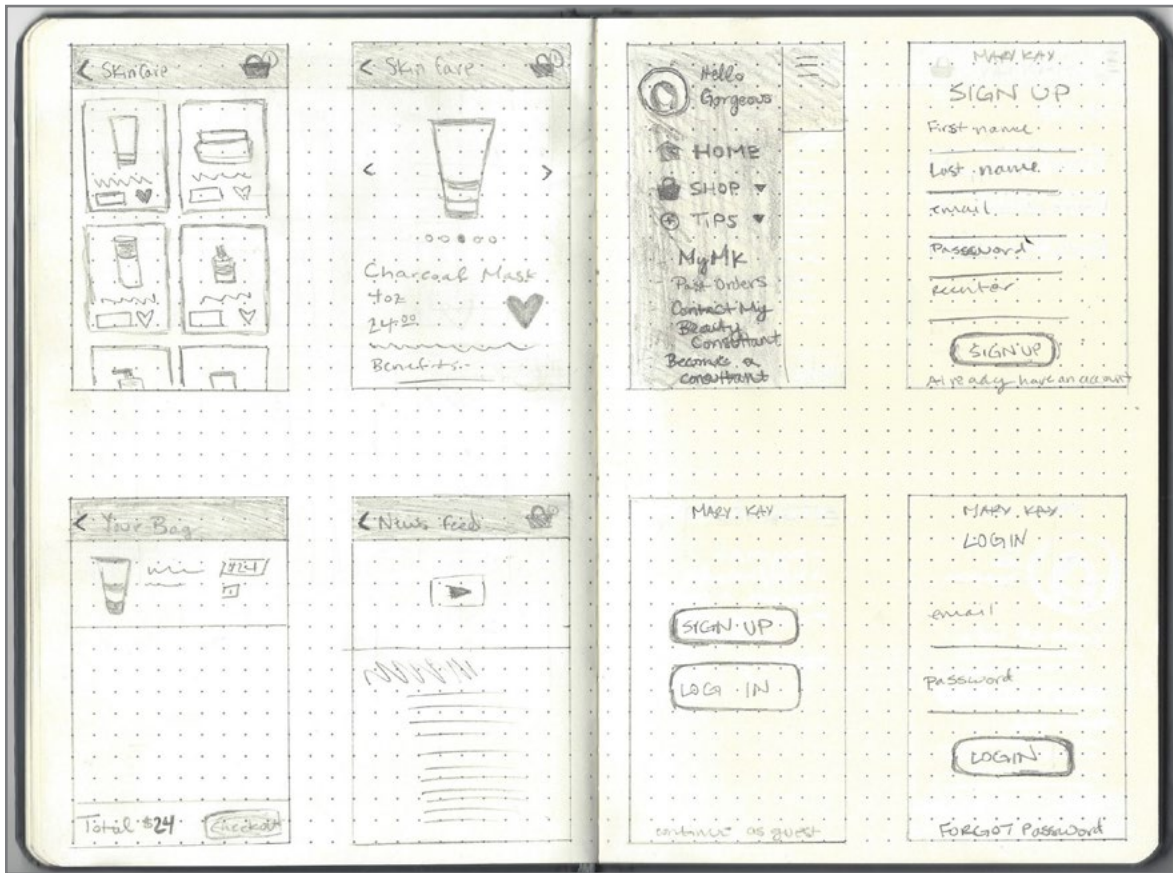 Skincare
Skin Care
Charcoal Mask
4oz
24.00
Benefits
Hello
Gorgeous
HOME
SHOP
TIPS
MyMK
Past Orders
Contact My
Beauty
Consultant
Become a
consultant
MARY KAY
SIGN UP
First name
Last name
email
Password
SIGN UP
Already have an account
Your Bag
$24
1
Total $24
Checkout
News Feed
MARY KAY
SIGN UP
LOG IN
continue as guest
MARY KAY
LOGIN
email
password
LOGIN
FORGOT Password